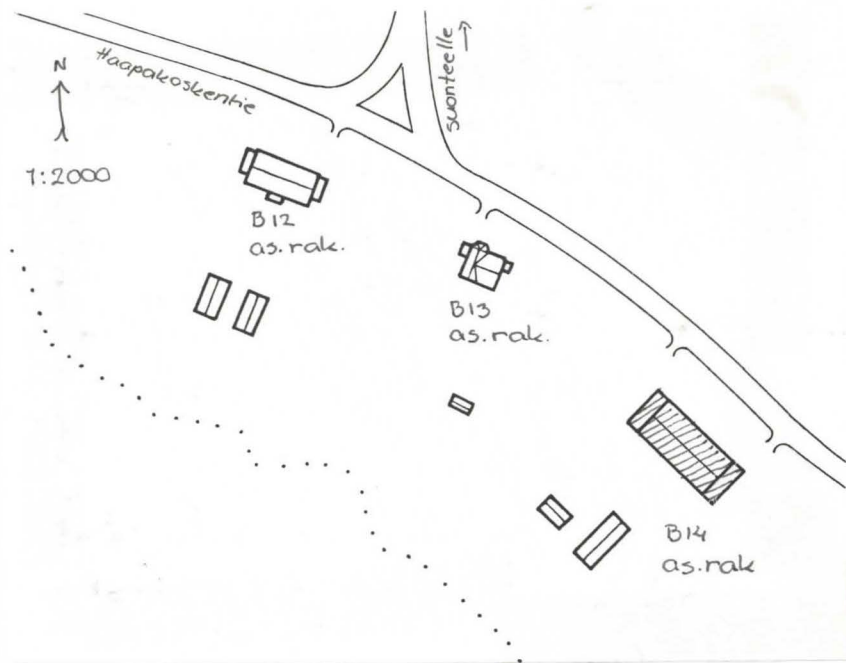 Haapakoskentie
suonteelle
N
1:2000
B12
as.rak.
B13
as.rak.
B14
as.rak